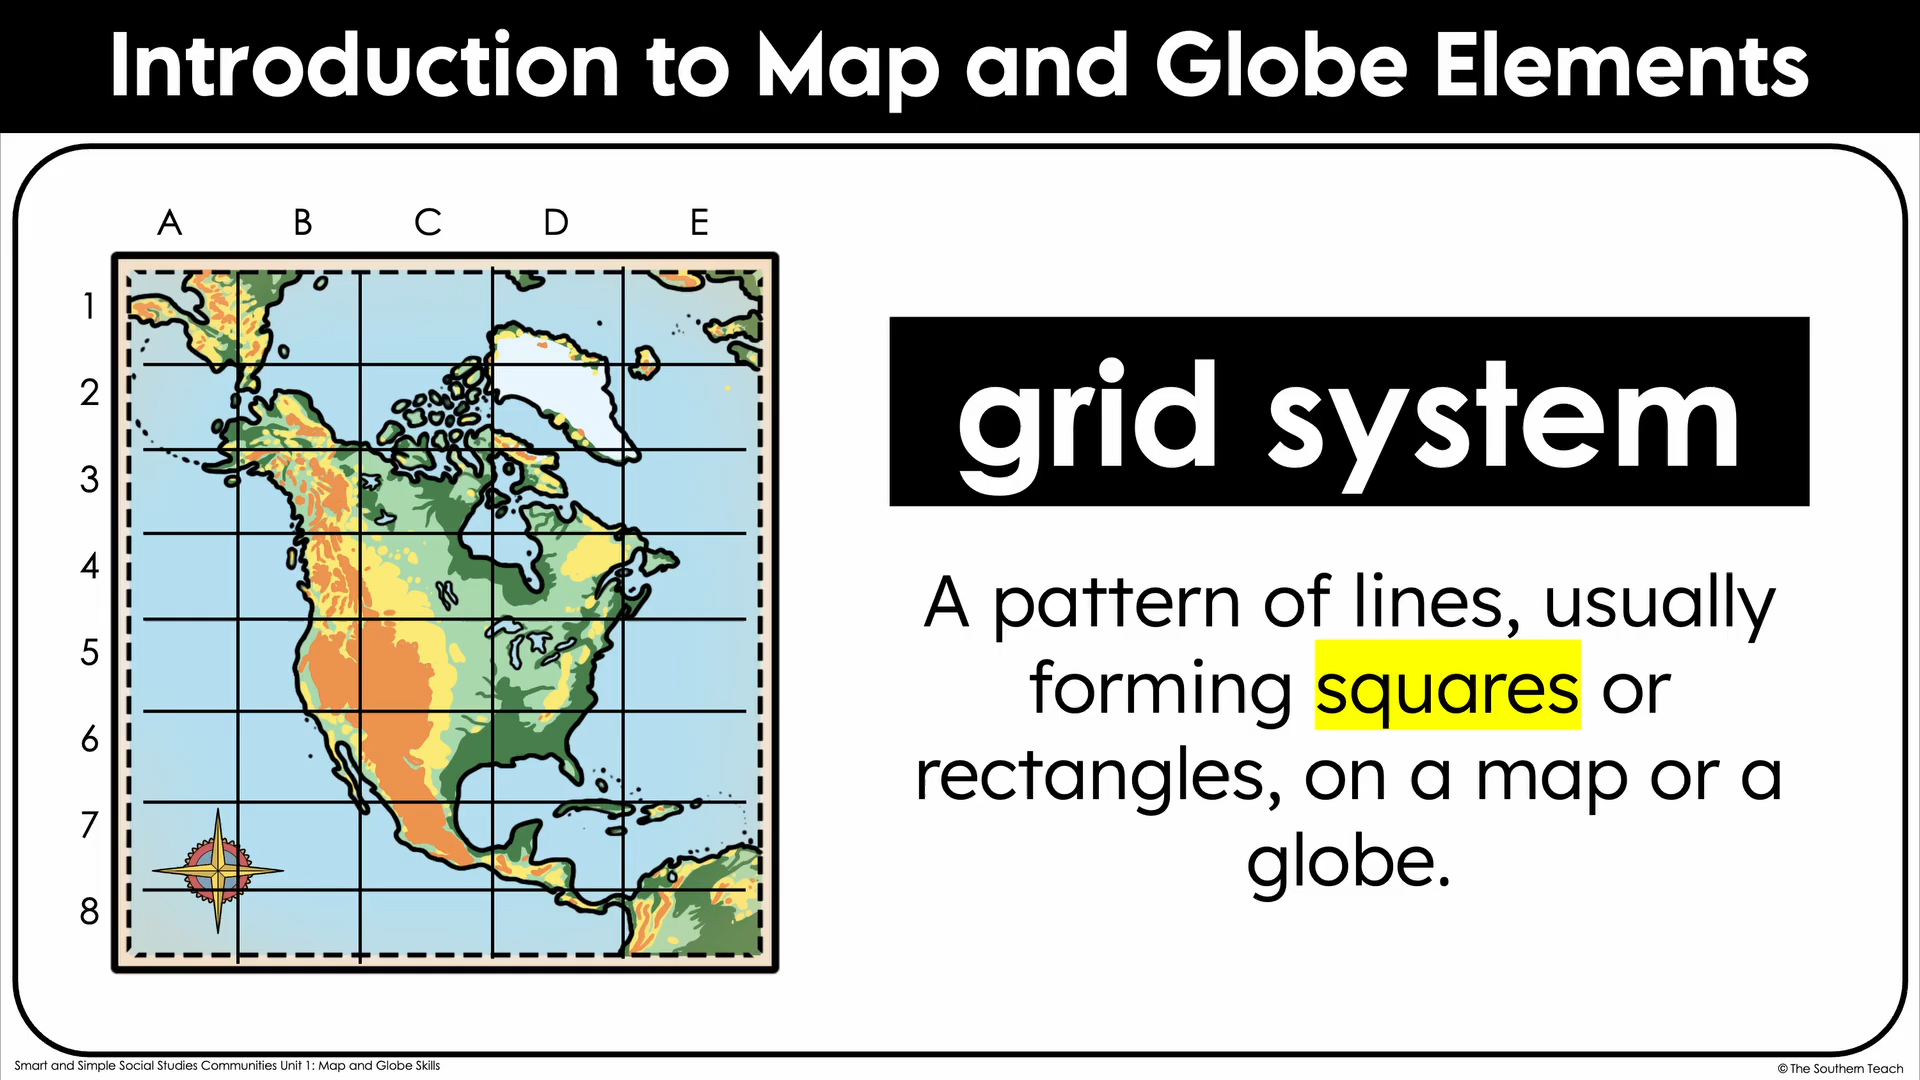 Introduction to Map and Globe Elements
A B C D E
1
2
3
4
5
6
7
8
grid system
A pattern of lines, usually
forming squares or
rectangles, on a map or a
globe.
Smart and Simple Social Studies Communities Unit 1: Map and Globe Skills
© The Southern Teach